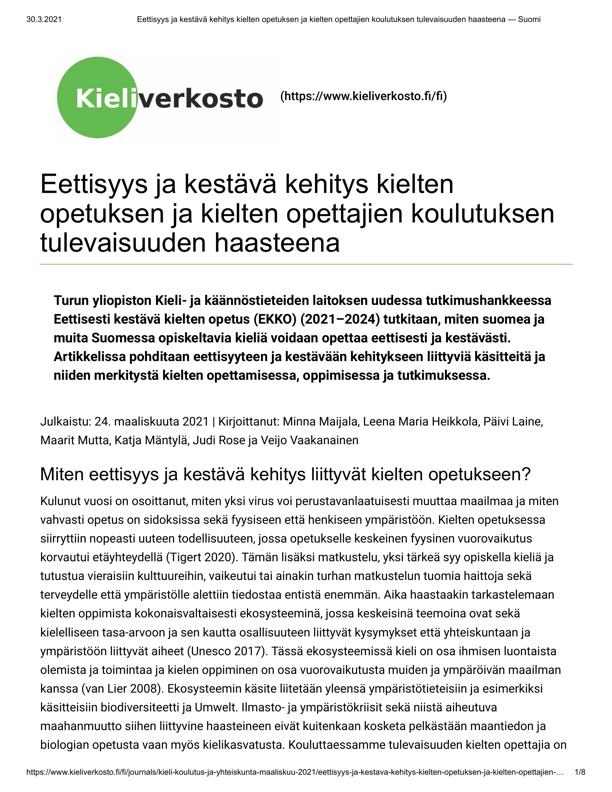 30.3.2021 Eettisyys ja kestävä kehitys kielten opetuksen ja kielten opettajien koulutuksen tulevaisuuden haasteena — Suomi
Kieliverkosto (https://www.kieliverkosto.fi/fi)
Eettisyys ja kestävä kehitys kielten
opetuksen ja kielten opettajien koulutuksen
tulevaisuuden haasteena
Turun yliopiston Kieli- ja käännöstieteiden laitoksen uudessa tutkimushankkeessa
Eettisesti kestävä kielten opetus (EKKO) (2021–2024) tutkitaan, miten suomea ja
muita Suomessa opiskeltavia kieliä voidaan opettaa eettisesti ja kestävästi.
Artikkelissa pohditaan eettisyyteen ja kestävään kehitykseen liittyviä käsitteitä ja
niiden merkitystä kielten opettamisessa, oppimisessa ja tutkimuksessa.
Julkaistu: 24. maaliskuuta 2021 | Kirjoittanut: Minna Maijala, Leena Maria Heikkola, Päivi Laine,
Maarit Mutta, Katja Mäntylä, Judi Rose ja Veijo Vaakanainen
Miten eettisyys ja kestävä kehitys liittyvät kielten opetukseen?
Kulunut vuosi on osoittanut, miten yksi virus voi perustavanlaatuisesti muuttaa maailmaa ja miten
vahvasti opetus on sidoksissa sekä fyysiseen että henkiseen ympäristöön. Kielten opetuksessa
siirryttiin nopeasti uuteen todellisuuteen, jossa opetukselle keskeinen fyysinen vuorovaikutus
korvautui etäyhteydellä (Tigert 2020). Tämän lisäksi matkustelu, yksi tärkeä syy opiskella kieliä ja
tutustua vieraisiin kulttuureihin, vaikeutui tai ainakin turhan matkustelun tuomia haittoja sekä
terveydelle että ympäristölle alettiin tiedostaa entistä enemmän. Aika haastaakin tarkastelemaan
kielten oppimista kokonaisvaltaisesti ekosysteeminä, jossa keskeisinä teemoina ovat sekä
kielelliseen tasa-arvoon ja sen kautta osallisuuteen liittyvät kysymykset että yhteiskuntaan ja
ympäristöön liittyvät aiheet (Unesco 2017). Tässä ekosysteemissä kieli on osa ihmisen luontaista
olemista ja toimintaa ja kielen oppiminen on osa vuorovaikutusta muiden ja ympäröivän maailman
kanssa (van Lier 2008). Ekosysteemin käsite liitetään yleensä ympäristötieteisiin ja esimerkiksi
käsitteisiin biodiversiteetti ja Umwelt. Ilmasto- ja ympäristökriisit sekä niistä aiheutuva
maahanmuutto siihen liittyvine haasteineen eivät kuitenkaan kosketa pelkästään maantiedon ja
biologian opetusta vaan myös kielikasvatusta. Kouluttaessamme tulevaisuuden kielten opettajia on
https://www.kieliverkosto.fi/fi/journals/kieli-koulutus-ja-yhteiskunta-maaliskuu-2021/eettisyys-ja-kestava-kehitys-kielten-opetuksen-ja-kielten-opettajien-… 1/8